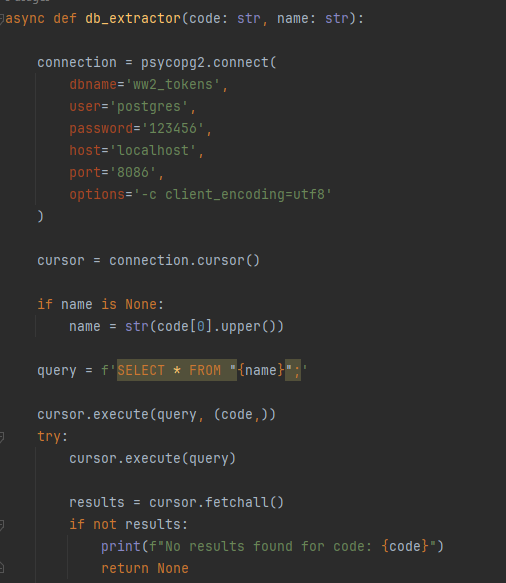 async def db_extractor(code: str, name: str):
connection = psycopg2.connect(
dbname='ww2_tokens',
user='postgres',
password='123456',
host='localhost',
port='8086',
options='-c client_encoding=utf8'
)
cursor = connection.cursor()
if name is None:
name = str(code[0].upper())
query = f'SELECT * FROM "{name}";'
cursor.execute(query, (code,))
try:
cursor.execute(query)
results = cursor.fetchall()
if not results:
print(f"No results found for code: {code}")
return None